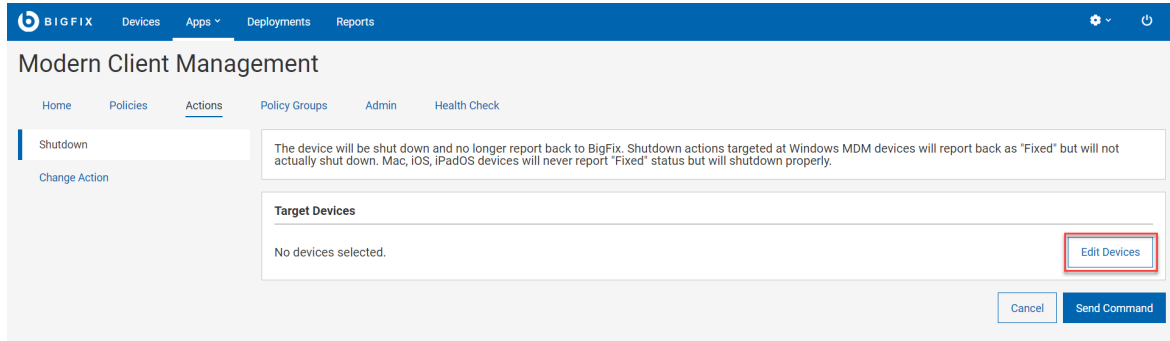 BIGFIX Devices Apps Deployments Reports
Modern Client Management
Home Policies Actions Policy Groups Admin Health Check
Shutdown
Change Action
The device will be shut down and no longer report back to BigFix. Shutdown actions targeted at Windows MDM devices will report back as "Fixed" but will not
actually shut down. Mac, iOS, iPadOS devices will never report "Fixed" status but will shutdown properly.
Target Devices
No devices selected.
Edit Devices
Cancel Send Command